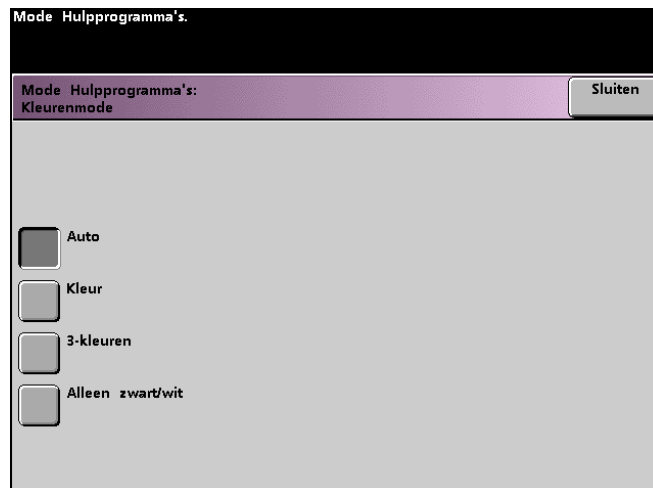 Mode Hulpprogramma's.
Mode Hulpprogramma's:
Kleurenmode
Sluiten
Auto
Kleur
3-kleuren
Alleen zwart/wit